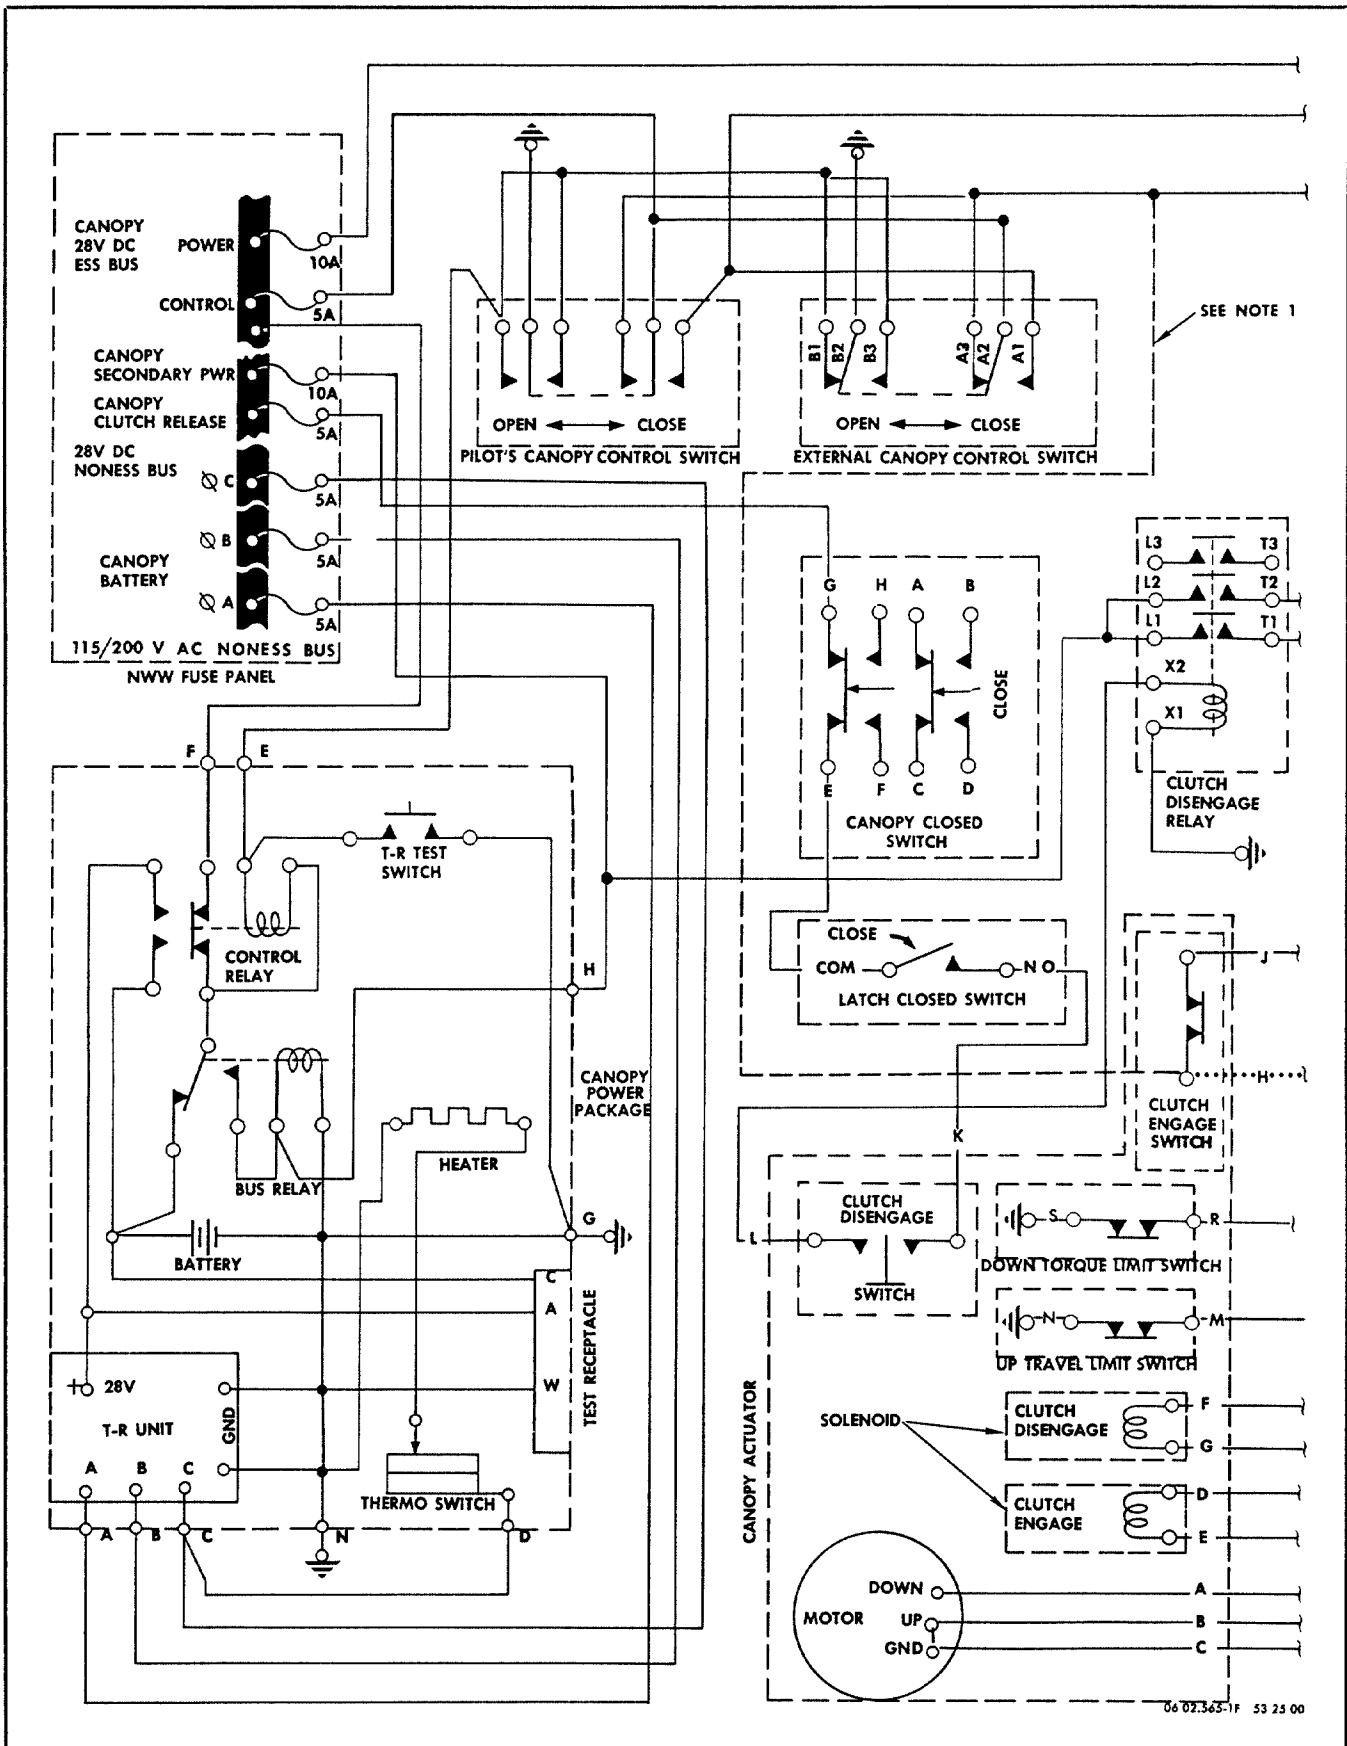 CANOPY
28V DC
ESS BUS
POWER
10A
CONTROL
5A
CANOPY
SECONDARY PWR
10A
CANOPY
CLUTCH RELEASE
5A
28V DC
NONESS BUS
C
5A
B
5A
CANOPY
BATTERY
A
5A
115/200 V AC NONESS BUS
NWW FUSE PANEL
OPEN CLOSE
PILOT'S CANOPY CONTROL SWITCH
B1 B2 B3 A3 A2 A1
OPEN CLOSE
EXTERNAL CANOPY CONTROL SWITCH
SEE NOTE 1
L3 T3
L2 T2
L1 T1
X2
X1
CLUTCH
DISENGAGE
RELAY
G H A B
CLOSE
E F C D
CANOPY CLOSED
SWITCH
CLOSE
COM NO
LATCH CLOSED SWITCH
F E
T-R TEST
SWITCH
CONTROL
RELAY
H
CANOPY
POWER
PACKAGE
HEATER
BUS RELAY
G
BATTERY
C
A
W
TEST RECEPTACLE
+ 28V
T-R UNIT
GND
A B C
THERMO SWITCH
A B C N D
J
H
CLUTCH
ENGAGE
SWITCH
K
L
CLUTCH
DISENGAGE
SWITCH
S R
DOWN TORQUE LIMIT SWITCH
N M
UP TRAVEL LIMIT SWITCH
CANOPY ACTUATOR
SOLENOID
CLUTCH
DISENGAGE
F
G
CLUTCH
ENGAGE
D
E
MOTOR
DOWN A
UP B
GND C
06 02.565-1F 53 25 00